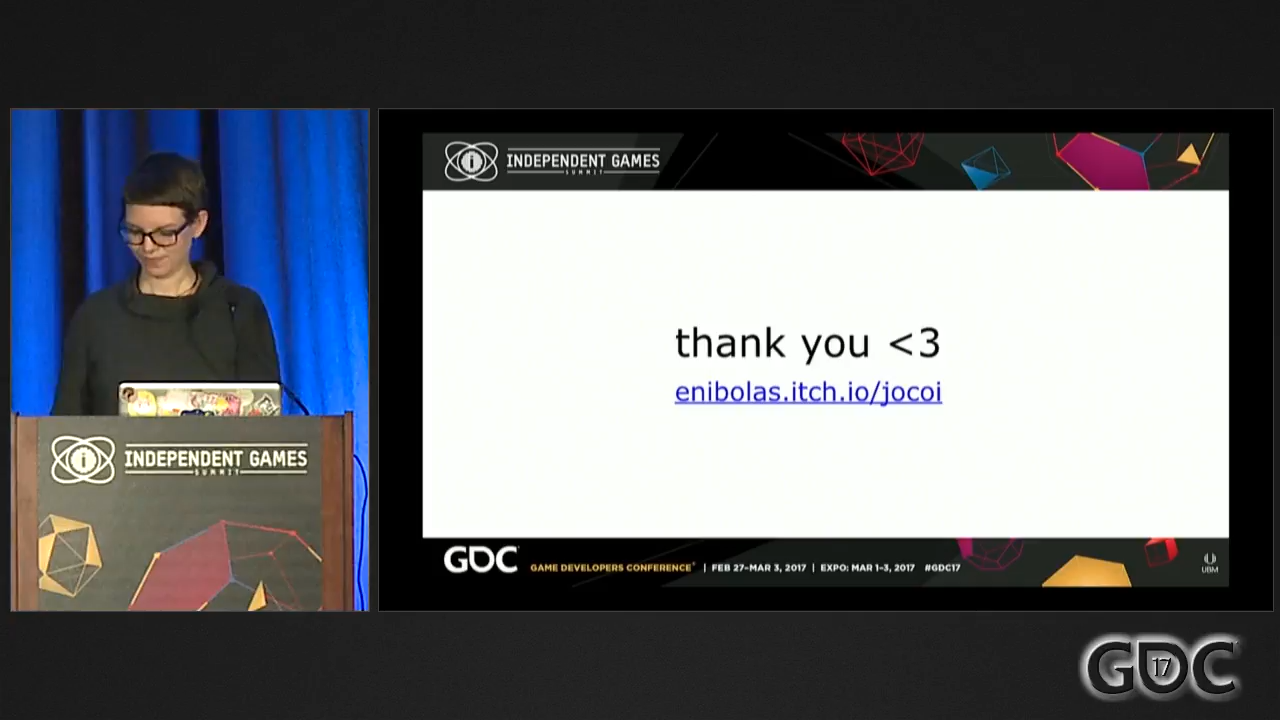 INDEPENDENT GAMES
SUMMIT
thank you <3
enibolas.itch.io/jocoi
INDEPENDENT GAMES
SUMMIT
GDC GAME DEVELOPERS CONFERENCE® | FEB 27–MAR 3, 2017 | EXPO: MAR 1–3, 2017 #GDC17
UBM
GDC
17